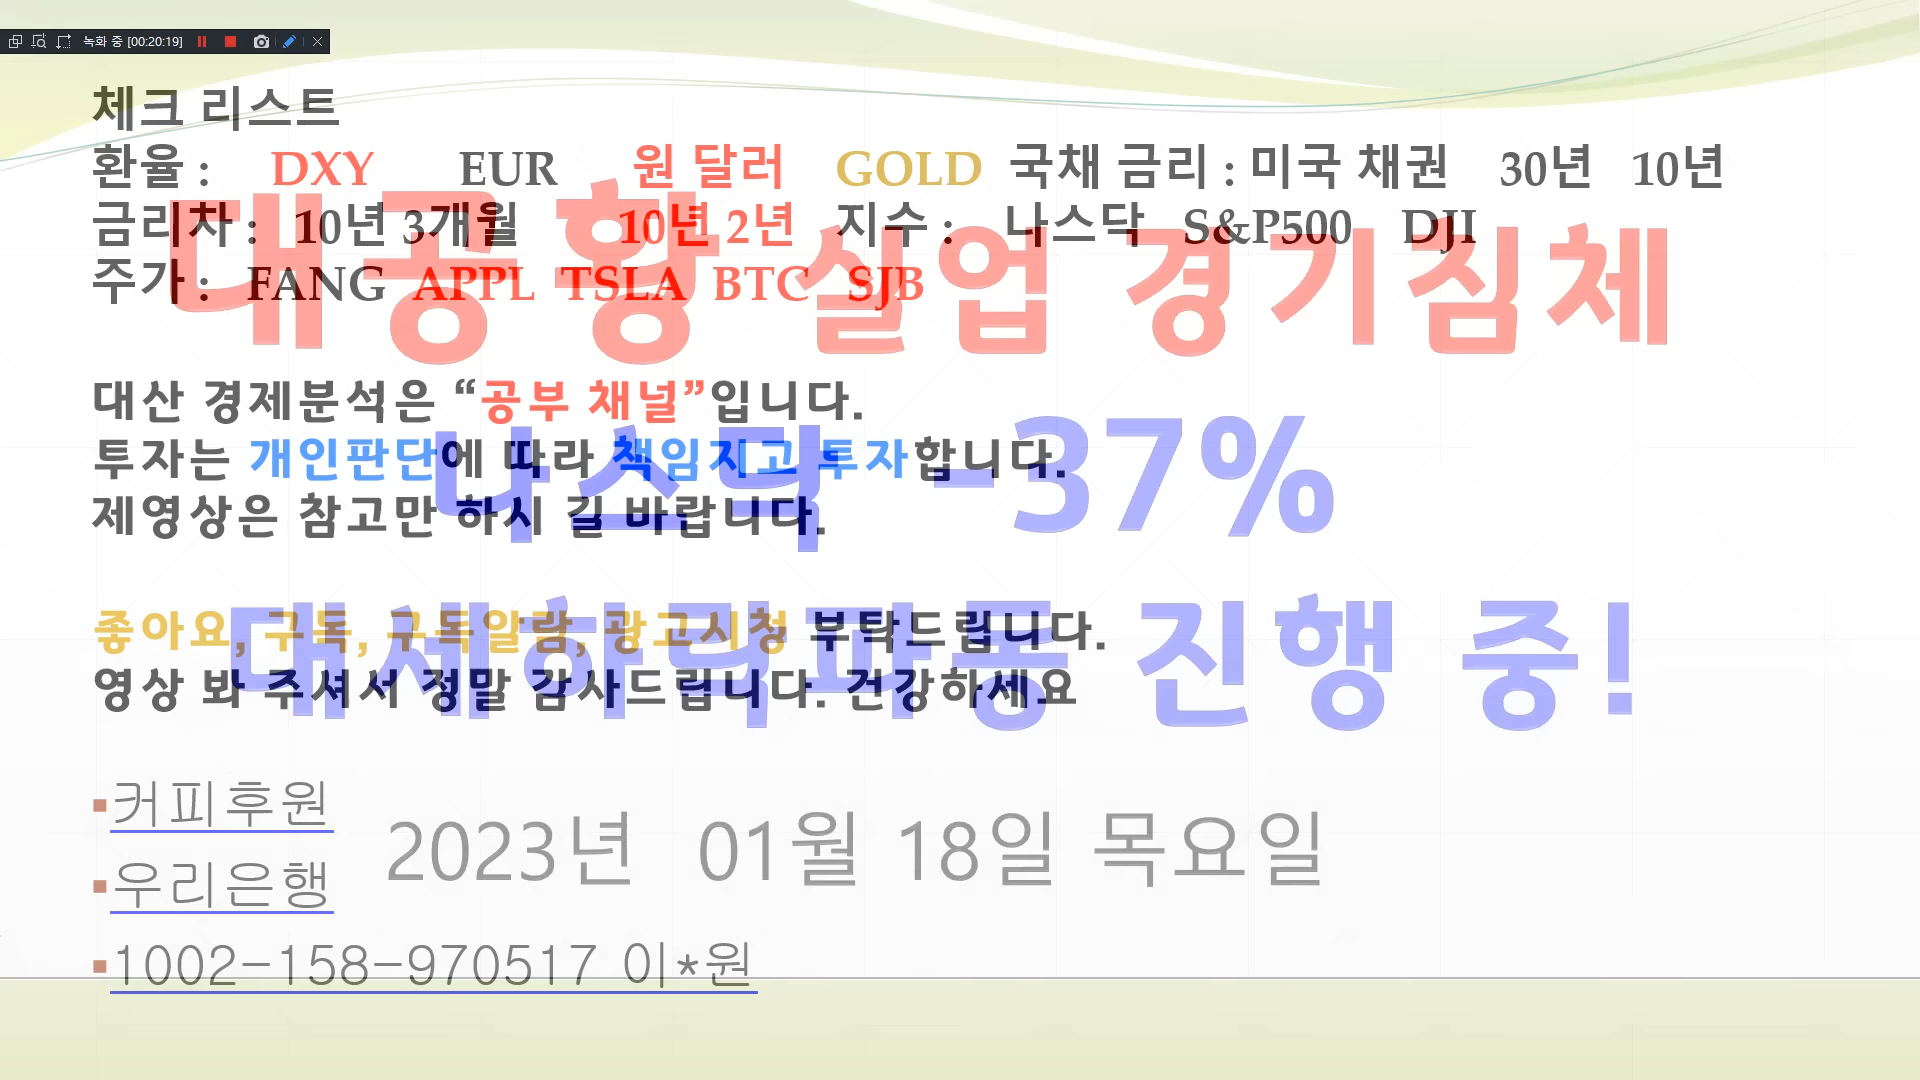 녹화 중 [00:20:19]
체크 리스트
환율 : DXY EUR 원 달러 GOLD 국채 금리 : 미국 채권 30년 10년
금리차 : 10년 3개월 10년 2년 지수 : 나스닥 S&P500 DJI
주가 : FANG APPL TSLA BTC SJB
대공황 실업 경기침체
대산 경제분석은 “공부 채널”입니다.
투자는 개인판단에 따라 책임지고 투자합니다.
제영상은 참고만 하시 길 바랍니다.
나스닥 -37%
좋아요, 구독, 구독알람, 광고시청 부탁드립니다.
영상 봐 주셔서 정말 감사드립니다. 건강하세요
대세하락파동 진행 중!
▪커피후원
▪우리은행
2023년 01월 18일 목요일
▪1002-158-970517 이*원